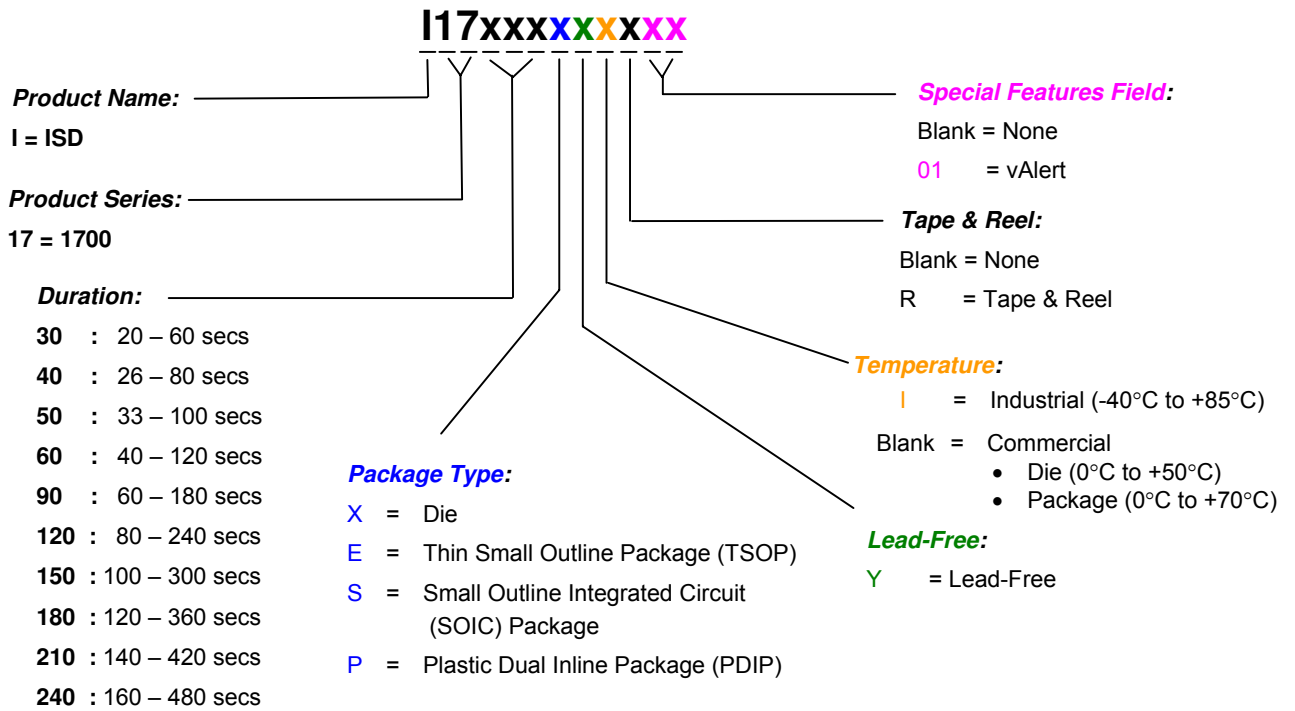 I17xxxxxxxxx
Product Name:
I = ISD
Product Series:
17 = 1700
Duration:
30 : 20 – 60 secs
40 : 26 – 80 secs
50 : 33 – 100 secs
60 : 40 – 120 secs
90 : 60 – 180 secs
120 : 80 – 240 secs
150 : 100 – 300 secs
180 : 120 – 360 secs
210 : 140 – 420 secs
240 : 160 – 480 secs
Package Type:
X = Die
E = Thin Small Outline Package (TSOP)
S = Small Outline Integrated Circuit
(SOIC) Package
P = Plastic Dual Inline Package (PDIP)
Special Features Field:
Blank = None
01 = vAlert
Tape & Reel:
Blank = None
R = Tape & Reel
Temperature:
I = Industrial (-40°C to +85°C)
Blank = Commercial
• Die (0°C to +50°C)
• Package (0°C to +70°C)
Lead-Free:
Y = Lead-Free